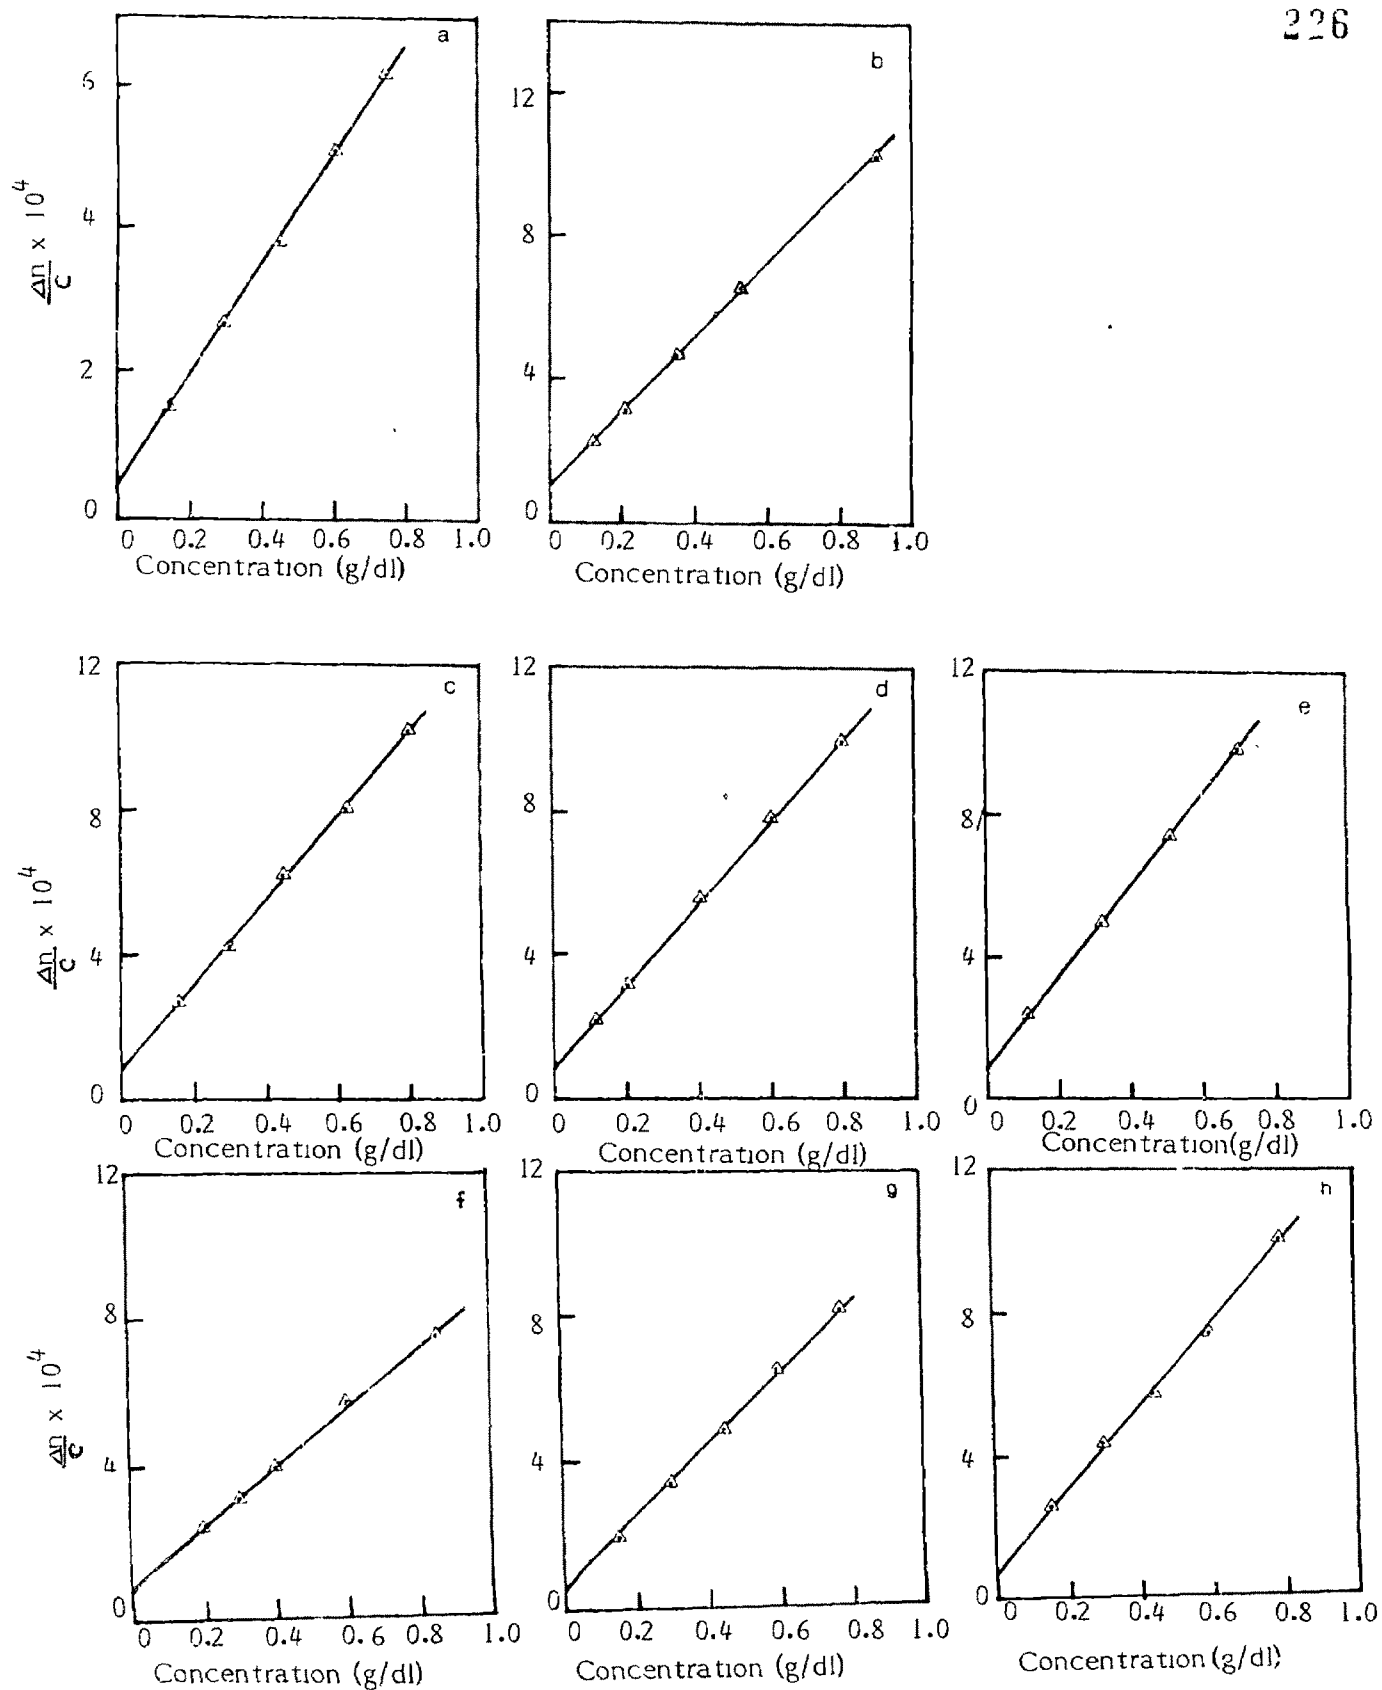 226
a
6
4
2
0
Δn/C x 10^4
0 0.2 0.4 0.6 0.8 1.0
Concentration (g/dl)
b
12
8
4
0
0 0.2 0.4 0.6 0.8 1.0
Concentration (g/dl)
c
12
8
4
0
Δn/C x 10^4
0.2 0.4 0.6 0.8 1.0
Concentration (g/dl)
d
12
8
4
0
0 0.2 0.4 0.6 0.8 1.0
Concentration (g/dl)
e
12
8
4
0
0.2 0.4 0.6 0.8 1.0
Concentration(g/dl)
f
12
8
4
0
Δn/C x 10^4
0 0.2 0.4 0.6 0.8 1.0
Concentration (g/dl)
g
12
8
4
0
0 0.2 0.4 0.6 0.8 1.0
Concentration (g/dl)
h
12
8
4
0
0 0.2 0.4 0.6 0.8 1.0
Concentration (g/dl)